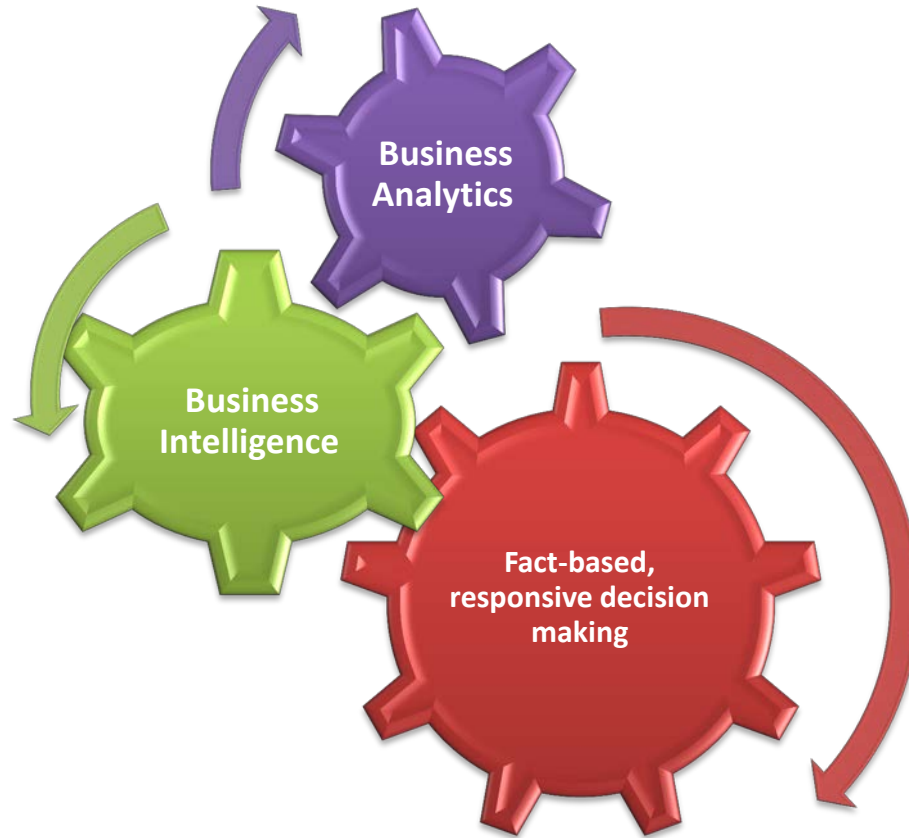 Business
Analytics
Business
Intelligence
Fact-based,
responsive decision
making